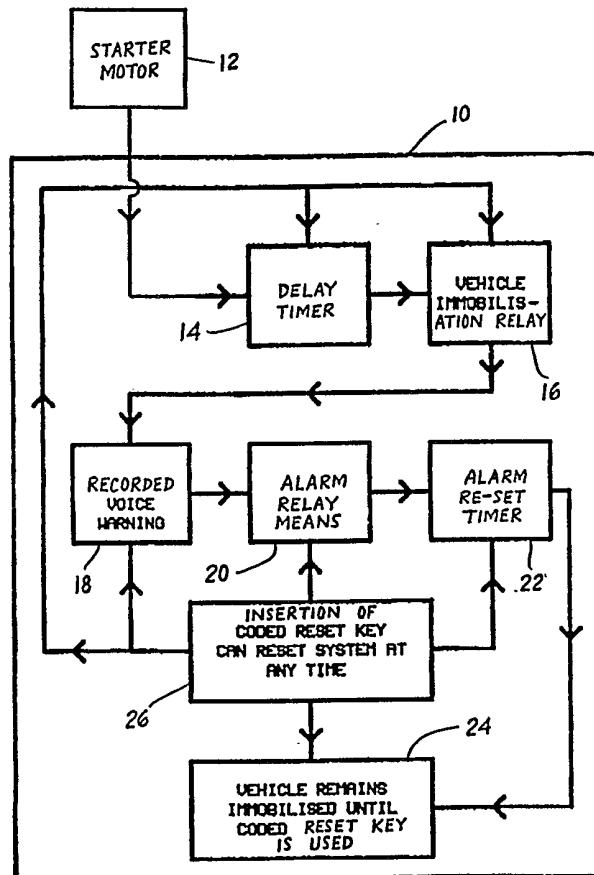 STARTER
MOTOR
12
10
DELAY
TIMER
14
VEHICLE
IMMOBILIS-
ATION RELAY
16
RECORDED
VOICE
WARNING
18
ALARM
RELAY
MEANS
20
ALARM
RE-SET
TIMER
22
INSERTION OF
CODED RESET KEY
CAN RESET SYSTEM AT
ANY TIME
26
24
VEHICLE REMAINS
IMMOBILISED UNTIL
CODED RESET KEY
IS USED